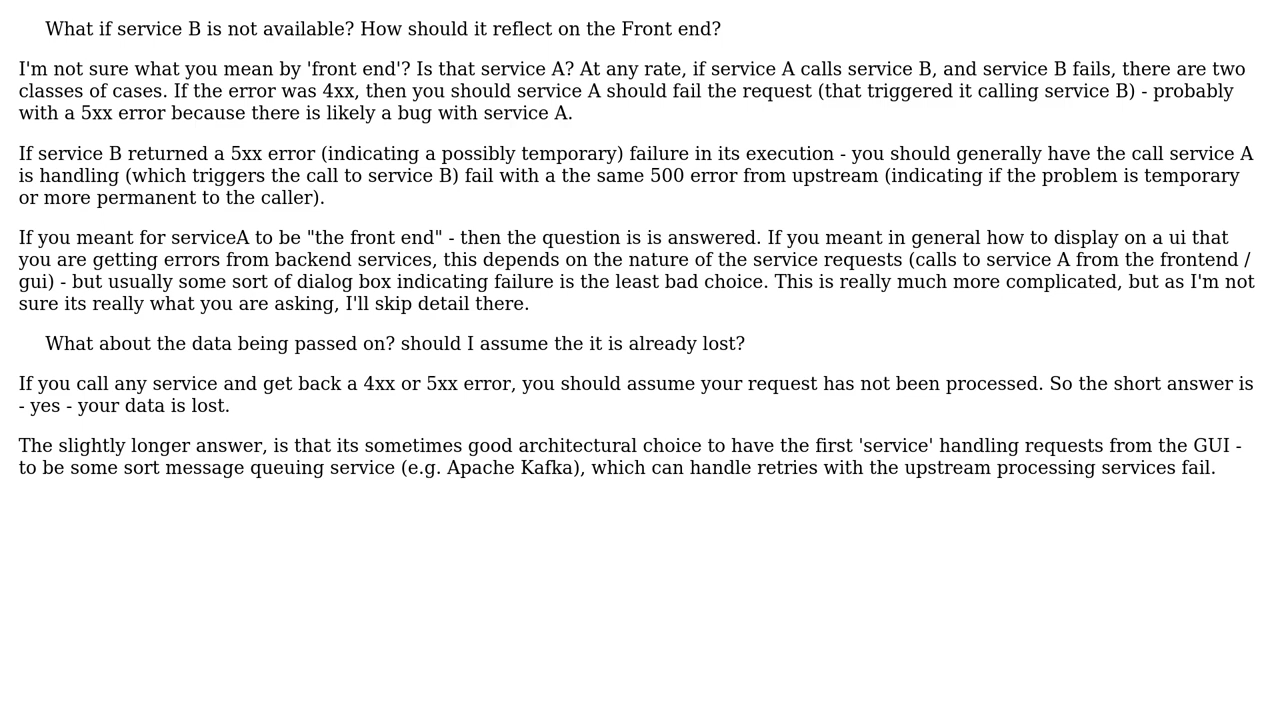 What if service B is not available? How should it reflect on the Front end?
I'm not sure what you mean by 'front end'? Is that service A? At any rate, if service A calls service B, and service B fails, there are two
classes of cases. If the error was 4xx, then you should service A should fail the request (that triggered it calling service B) - probably
with a 5xx error because there is likely a bug with service A.
If service B returned a 5xx error (indicating a possibly temporary) failure in its execution - you should generally have the call service A
is handling (which triggers the call to service B) fail with a the same 500 error from upstream (indicating if the problem is temporary
or more permanent to the caller).
If you meant for serviceA to be "the front end" - then the question is is answered. If you meant in general how to display on a ui that
you are getting errors from backend services, this depends on the nature of the service requests (calls to service A from the frontend /
gui) - but usually some sort of dialog box indicating failure is the least bad choice. This is really much more complicated, but as I'm not
sure its really what you are asking, I'll skip detail there.
What about the data being passed on? should I assume the it is already lost?
If you call any service and get back a 4xx or 5xx error, you should assume your request has not been processed. So the short answer is
- yes - your data is lost.
The slightly longer answer, is that its sometimes good architectural choice to have the first 'service' handling requests from the GUI -
to be some sort message queuing service (e.g. Apache Kafka), which can handle retries with the upstream processing services fail.